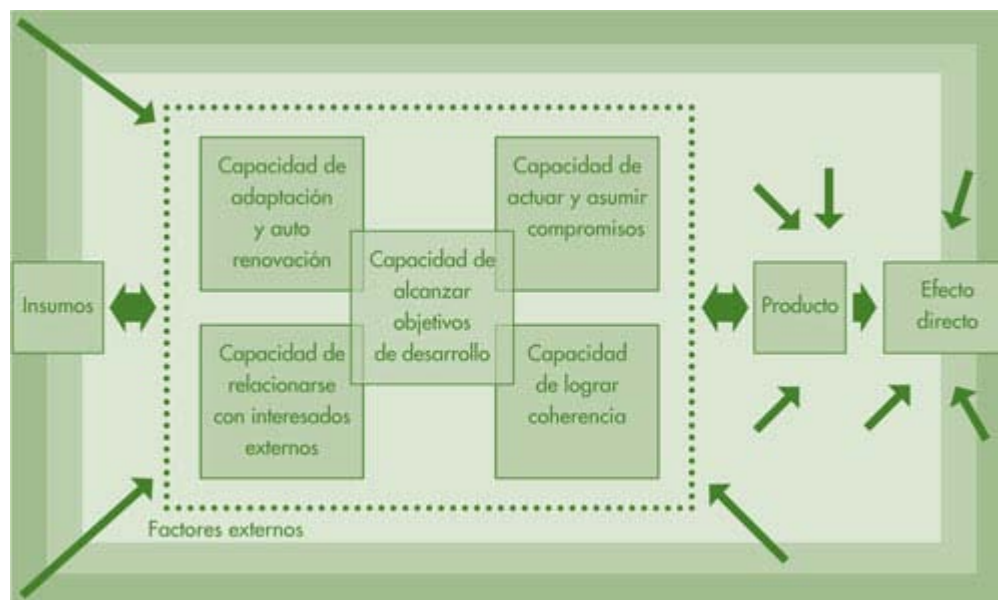 Capacidad de
adaptación
y auto
renovación
Capacidad de
actuar y asumir
compromisos
Capacidad de
alcanzar
objetivos
de desarrollo
Insumos
Producto
Efecto
directo
Capacidad de
relacionarse
con interesados
externos
Capacidad
de lograr
coherencia
Factores externos